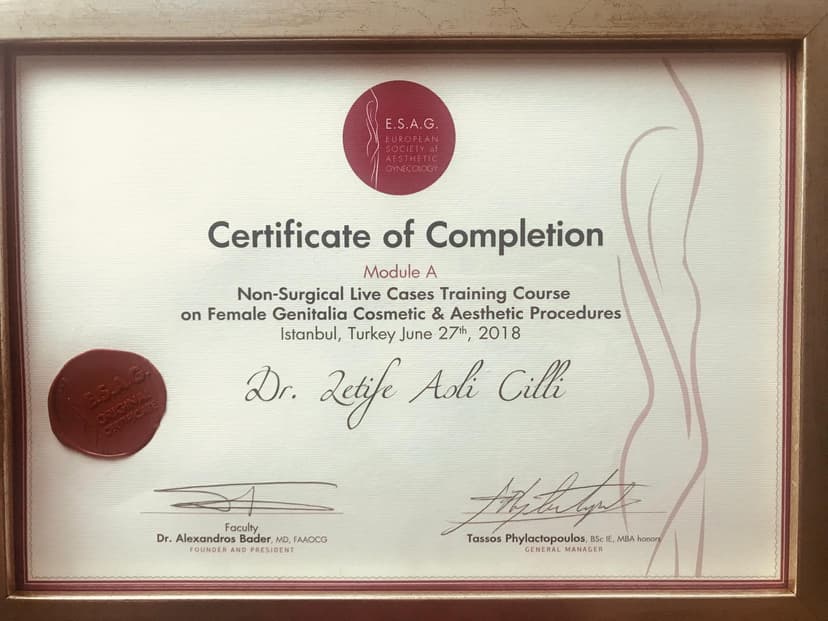 E.S.A.G.
EUROPEAN
SOCIETY of
AESTHETIC
GYNECOLOGY
Certificate of Completion
Module A
Non-Surgical Live Cases Training Course
on Female Genitalia Cosmetic & Aesthetic Procedures
Istanbul, Turkey June 27th, 2018
Dr. Letife Asli Cilli
E.S.A.G.
ORIGINAL
CERTIFICATE
Faculty
Dr. Alexandros Bader, MD, FAAOCG
FOUNDER AND PRESIDENT
Tassos Phylactopoulos, BSc IE, MBA honors
GENERAL MANAGER